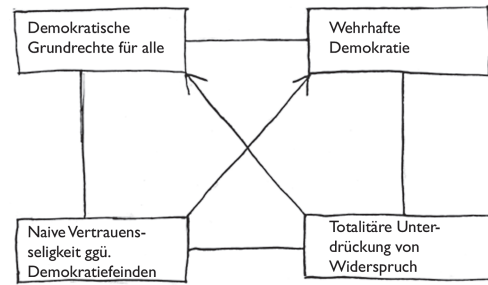 Demokratische
Grundrechte für alle
Wehrhafte
Demokratie
Naive Vertrauens-
seligkeit ggü.
Demokratiefeinden
Totalitäre Unter-
drückung von
Widerspruch